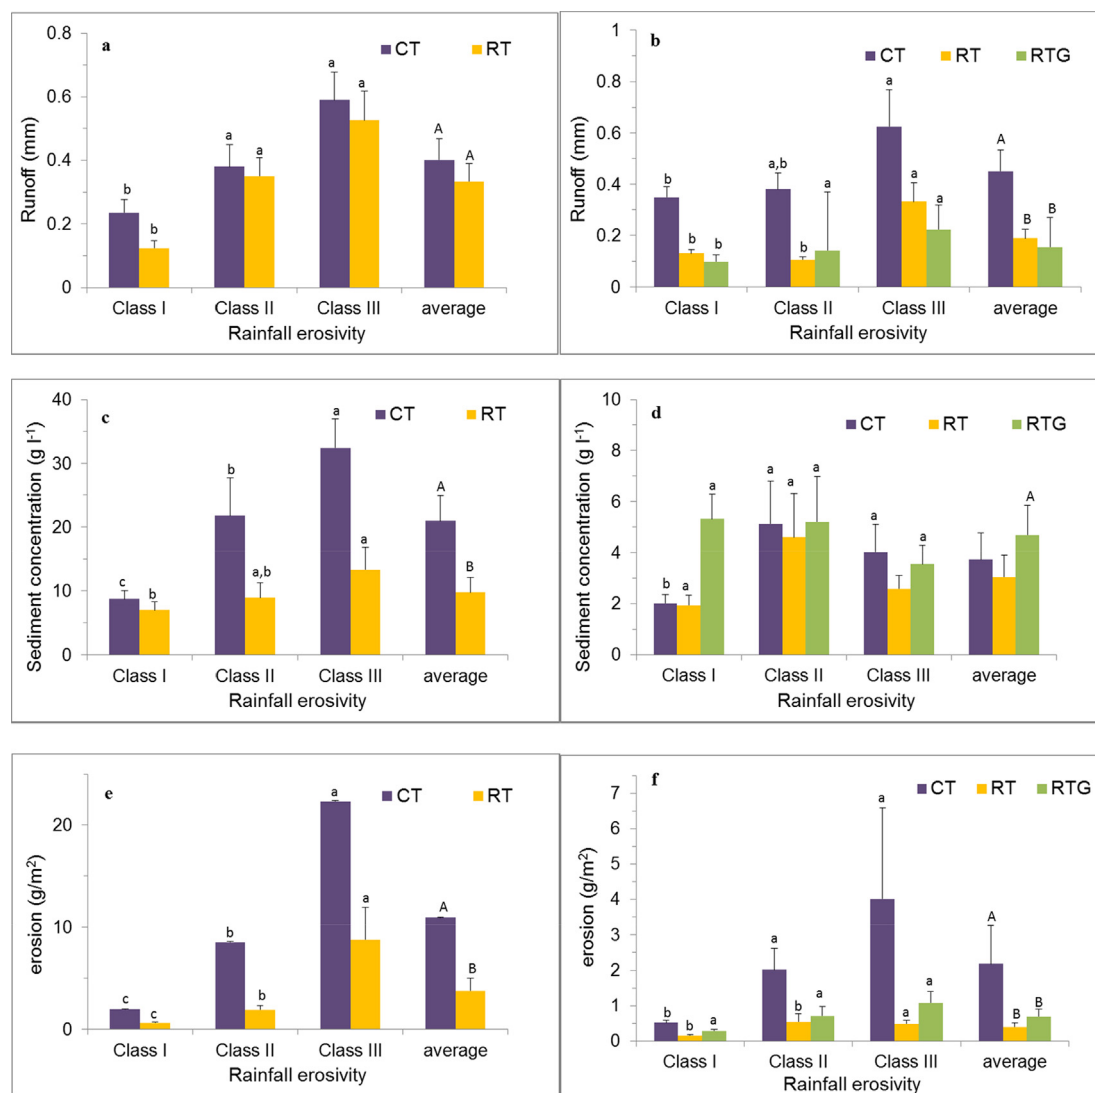 a
CT RT
Runoff (mm)
0.8
0.6
0.4
0.2
0
b b
a a
a a
A A
Class I Class II Class III average
Rainfall erosivity
b
CT RT RTG
Runoff (mm)
1
0.8
0.6
0.4
0.2
0
b b b
a,b b a
a a a
A B B
Class I Class II Class III average
Rainfall erosivity
c
CT RT
Sediment concentration (g l-1)
40
30
20
10
0
c b
b a,b
a a
A B
Class I Class II Class III average
Rainfall erosivity
d
CT RT RTG
Sediment concentration (g l-1)
10
8
6
4
2
0
b a a
a a a
a a
A
Class I Class II Class III average
Rainfall erosivity
e
CT RT
erosion (g/m2)
20
10
0
c c
b b
a a
A B
Class I Class II Class III average
Rainfall erosivity
f
CT RT RTG
erosion (g/m2)
7
6
5
4
3
2
1
0
b b a
a b a
a a a
A B B
Class I Class II Class III average
Rainfall erosivity